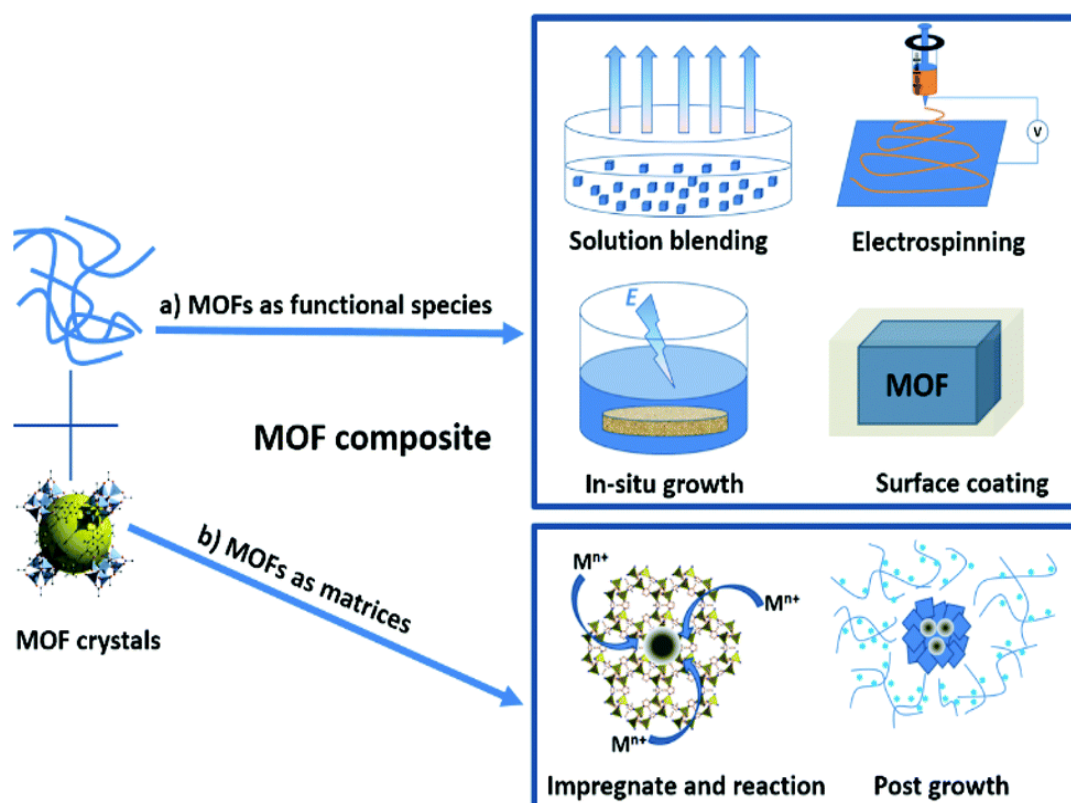 Solution blending
Electrospinning
V
a) MOFs as functional species
E
MOF
MOF composite
In-situ growth
Surface coating
MOF crystals
b) MOFs as matrices
Mⁿ⁺
Mⁿ⁺
Mⁿ⁺
Impregnate and reaction
Post growth